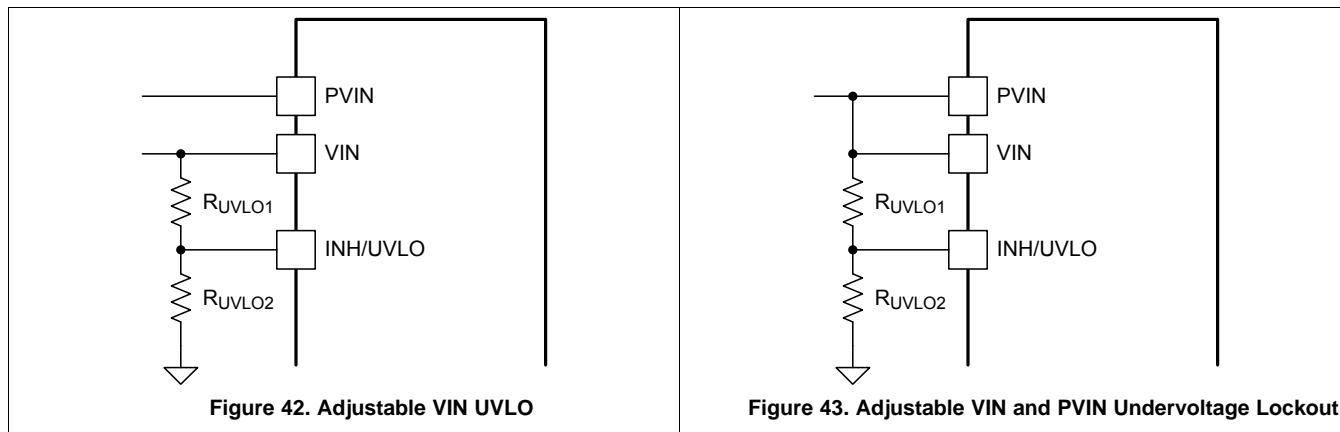 PVIN
VIN
RUVLO1
INH/UVLO
RUVLO2
Figure 42. Adjustable VIN UVLO
PVIN
VIN
RUVLO1
INH/UVLO
RUVLO2
Figure 43. Adjustable VIN and PVIN Undervoltage Lockout